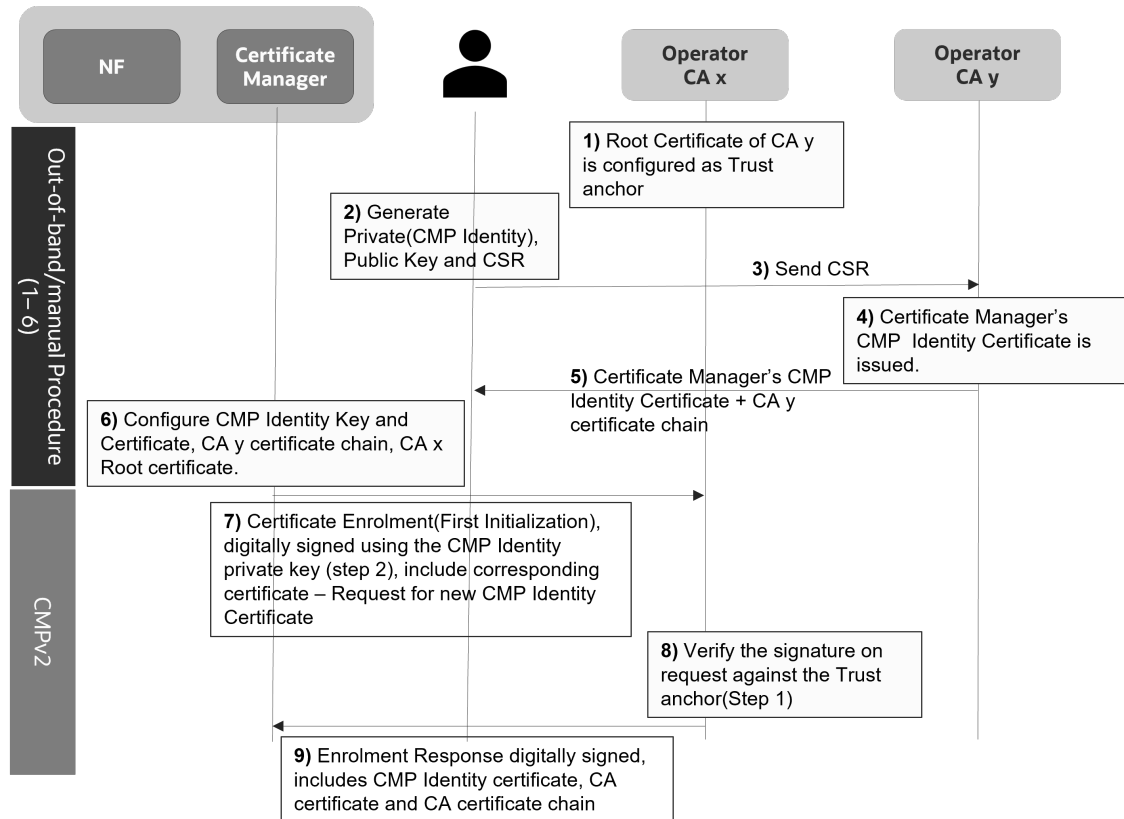 NF
Certificate
Manager
Operator
CA x
Operator
CA y
Out-of-band/manual Procedure
(1– 6)
1) Root Certificate of CA y
is configured as Trust
anchor
2) Generate
Private(CMP Identity),
Public Key and CSR
3) Send CSR
4) Certificate Manager’s
CMP  Identity Certificate is
issued.
5) Certificate Manager’s CMP
Identity Certificate + CA y
certificate chain
6) Configure CMP Identity Key and
Certificate, CA y certificate chain, CA x
Root certificate.
CMPv2
7) Certificate Enrolment(First Initialization),
digitally signed using the CMP Identity
private key (step 2), include corresponding
certificate – Request for new CMP Identity
Certificate
8) Verify the signature on
request against the Trust
anchor(Step 1)
9) Enrolment Response digitally signed,
includes CMP Identity certificate, CA
certificate and CA certificate chain